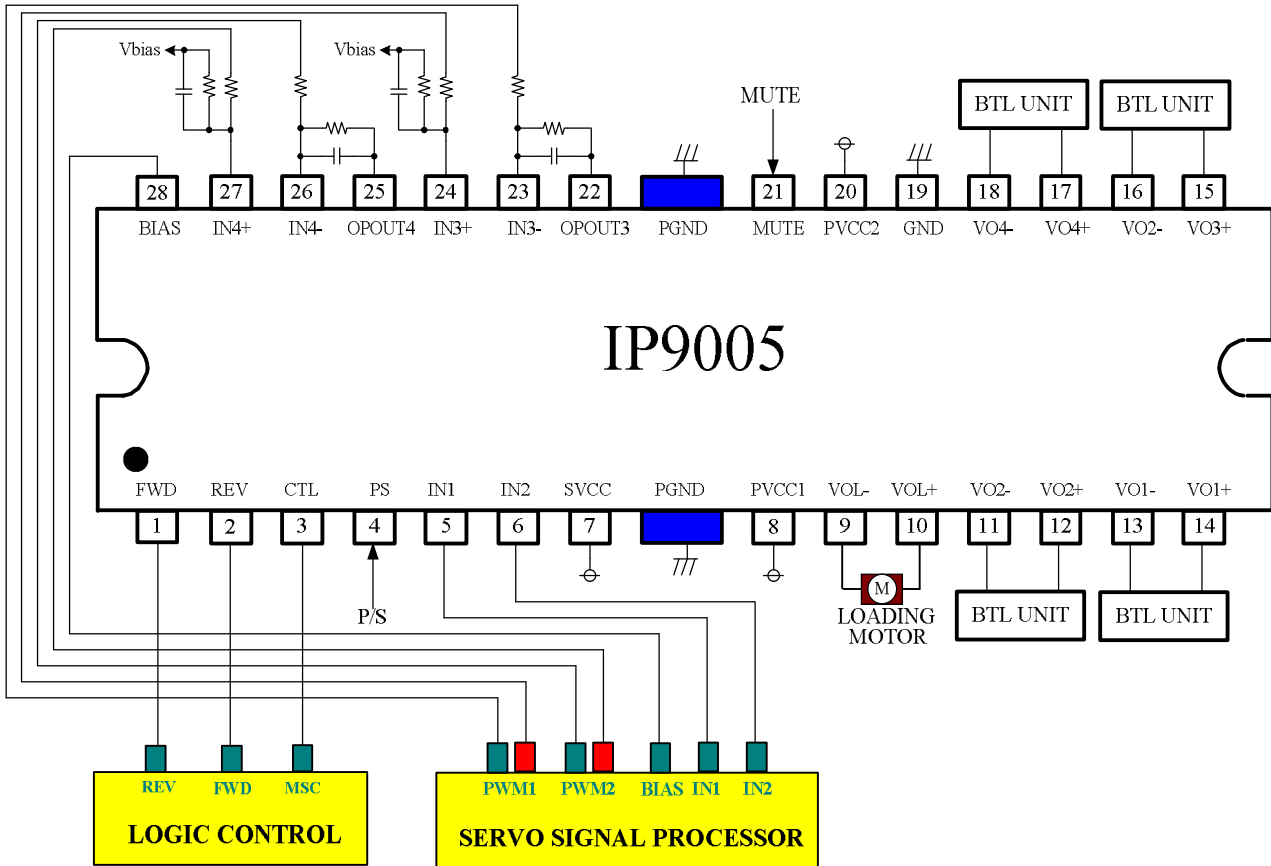 Vbias
Vbias
MUTE
BTL UNIT
BTL UNIT
28
27
26
25
24
23
22
21
20
19
18
17
16
15
BIAS
IN4+
IN4-
OPOUT4
IN3+
IN3-
OPOUT3
PGND
MUTE
PVCC2
GND
VO4-
VO4+
VO2-
VO3+
IP9005
FWD
REV
CTL
PS
IN1
IN2
SVCC
PGND
PVCC1
VOL-
VOL+
VO2-
VO2+
VO1-
VO1+
1
2
3
4
5
6
7
8
9
10
11
12
13
14
P/S
M
LOADING
MOTOR
BTL UNIT
BTL UNIT
REV
FWD
MSC
PWM1
PWM2
BIAS
IN1
IN2
LOGIC CONTROL
SERVO SIGNAL PROCESSOR